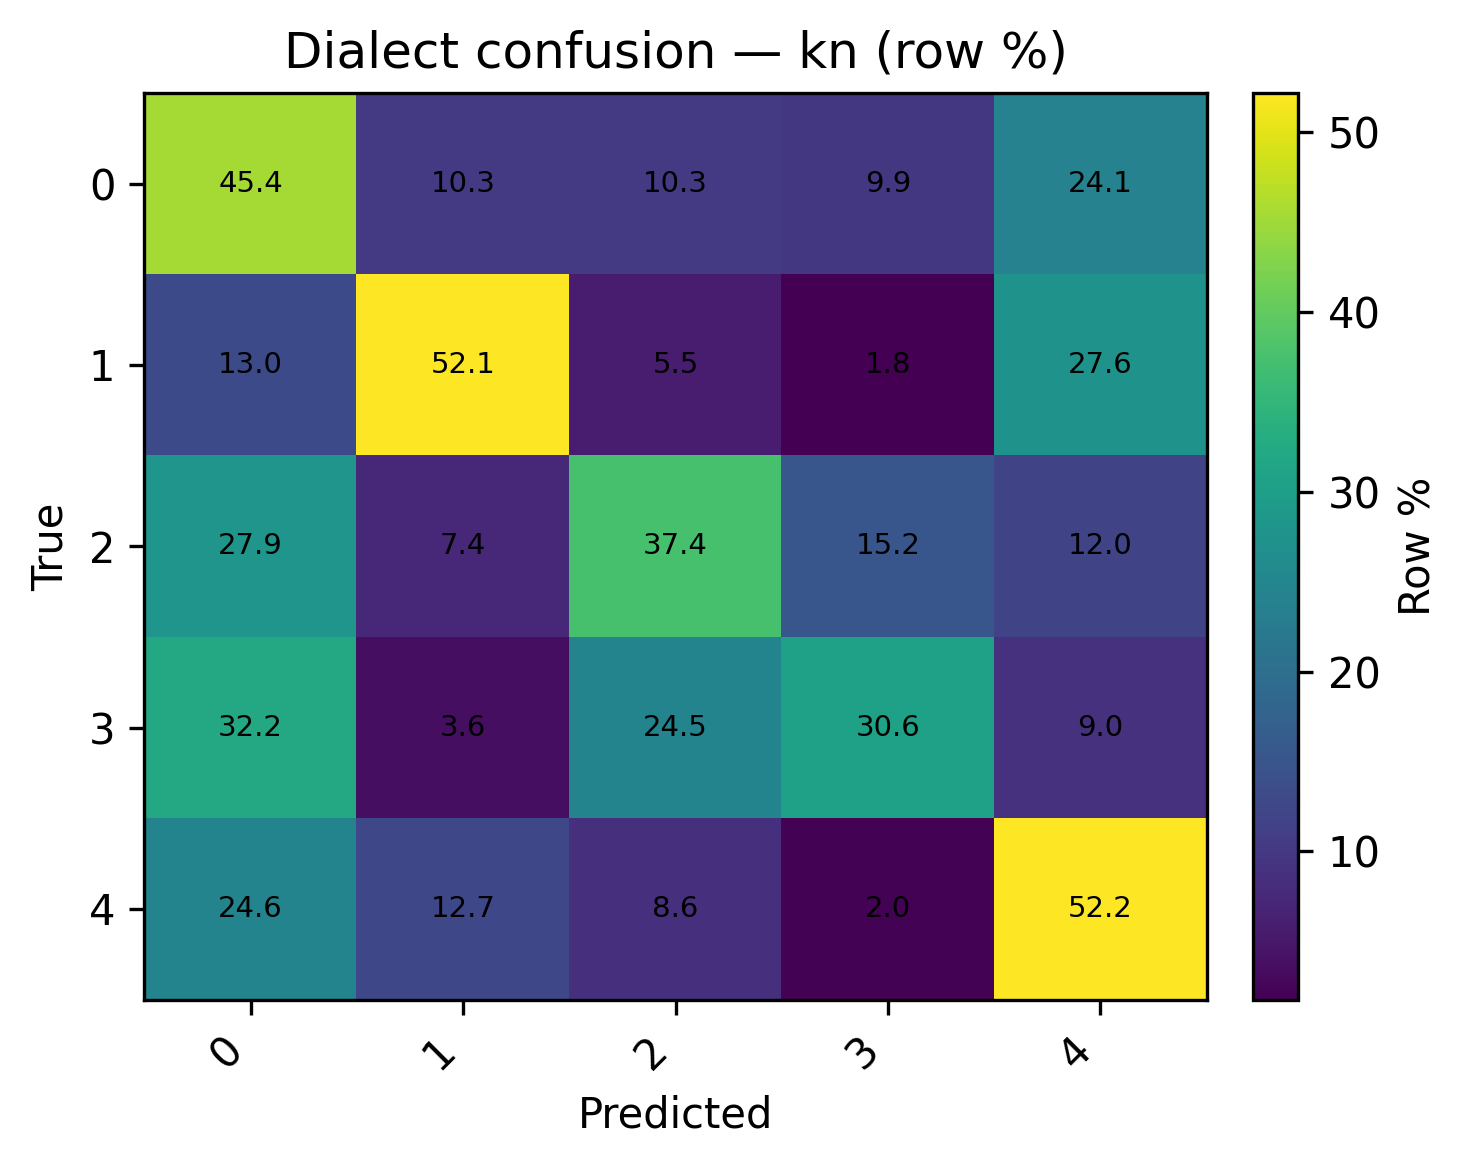 Dialect confusion — kn (row %)
0 45.4 10.3 10.3 9.9 24.1
1 13.0 52.1 5.5 1.8 27.6
2 27.9 7.4 37.4 15.2 12.0
3 32.2 3.6 24.5 30.6 9.0
4 24.6 12.7 8.6 2.0 52.2
0 1 2 3 4
Predicted
True
50
40
30
20
10
Row %